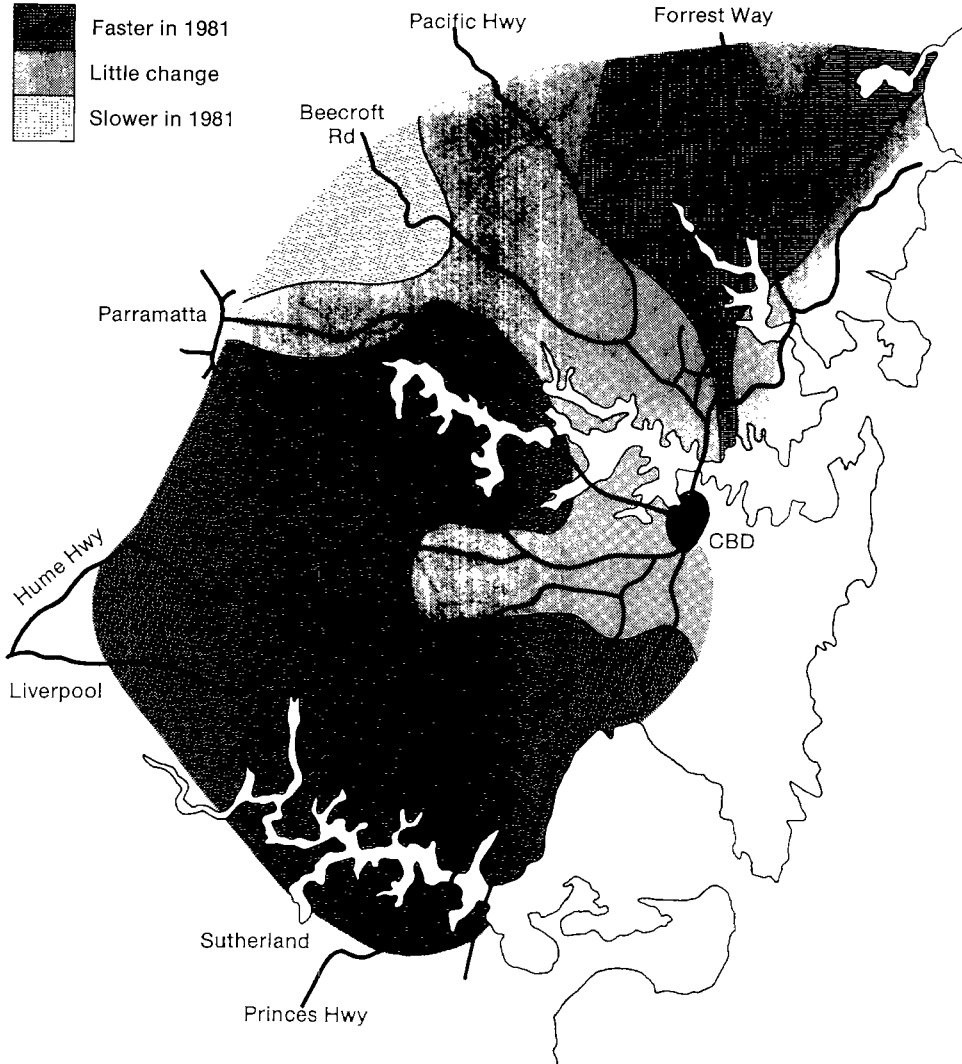 Faster in 1981
Little change
Slower in 1981
Pacific Hwy
Forrest Way
Beecroft
Rd
Parramatta
CBD
Hume Hwy
Liverpool
Sutherland
Princes Hwy